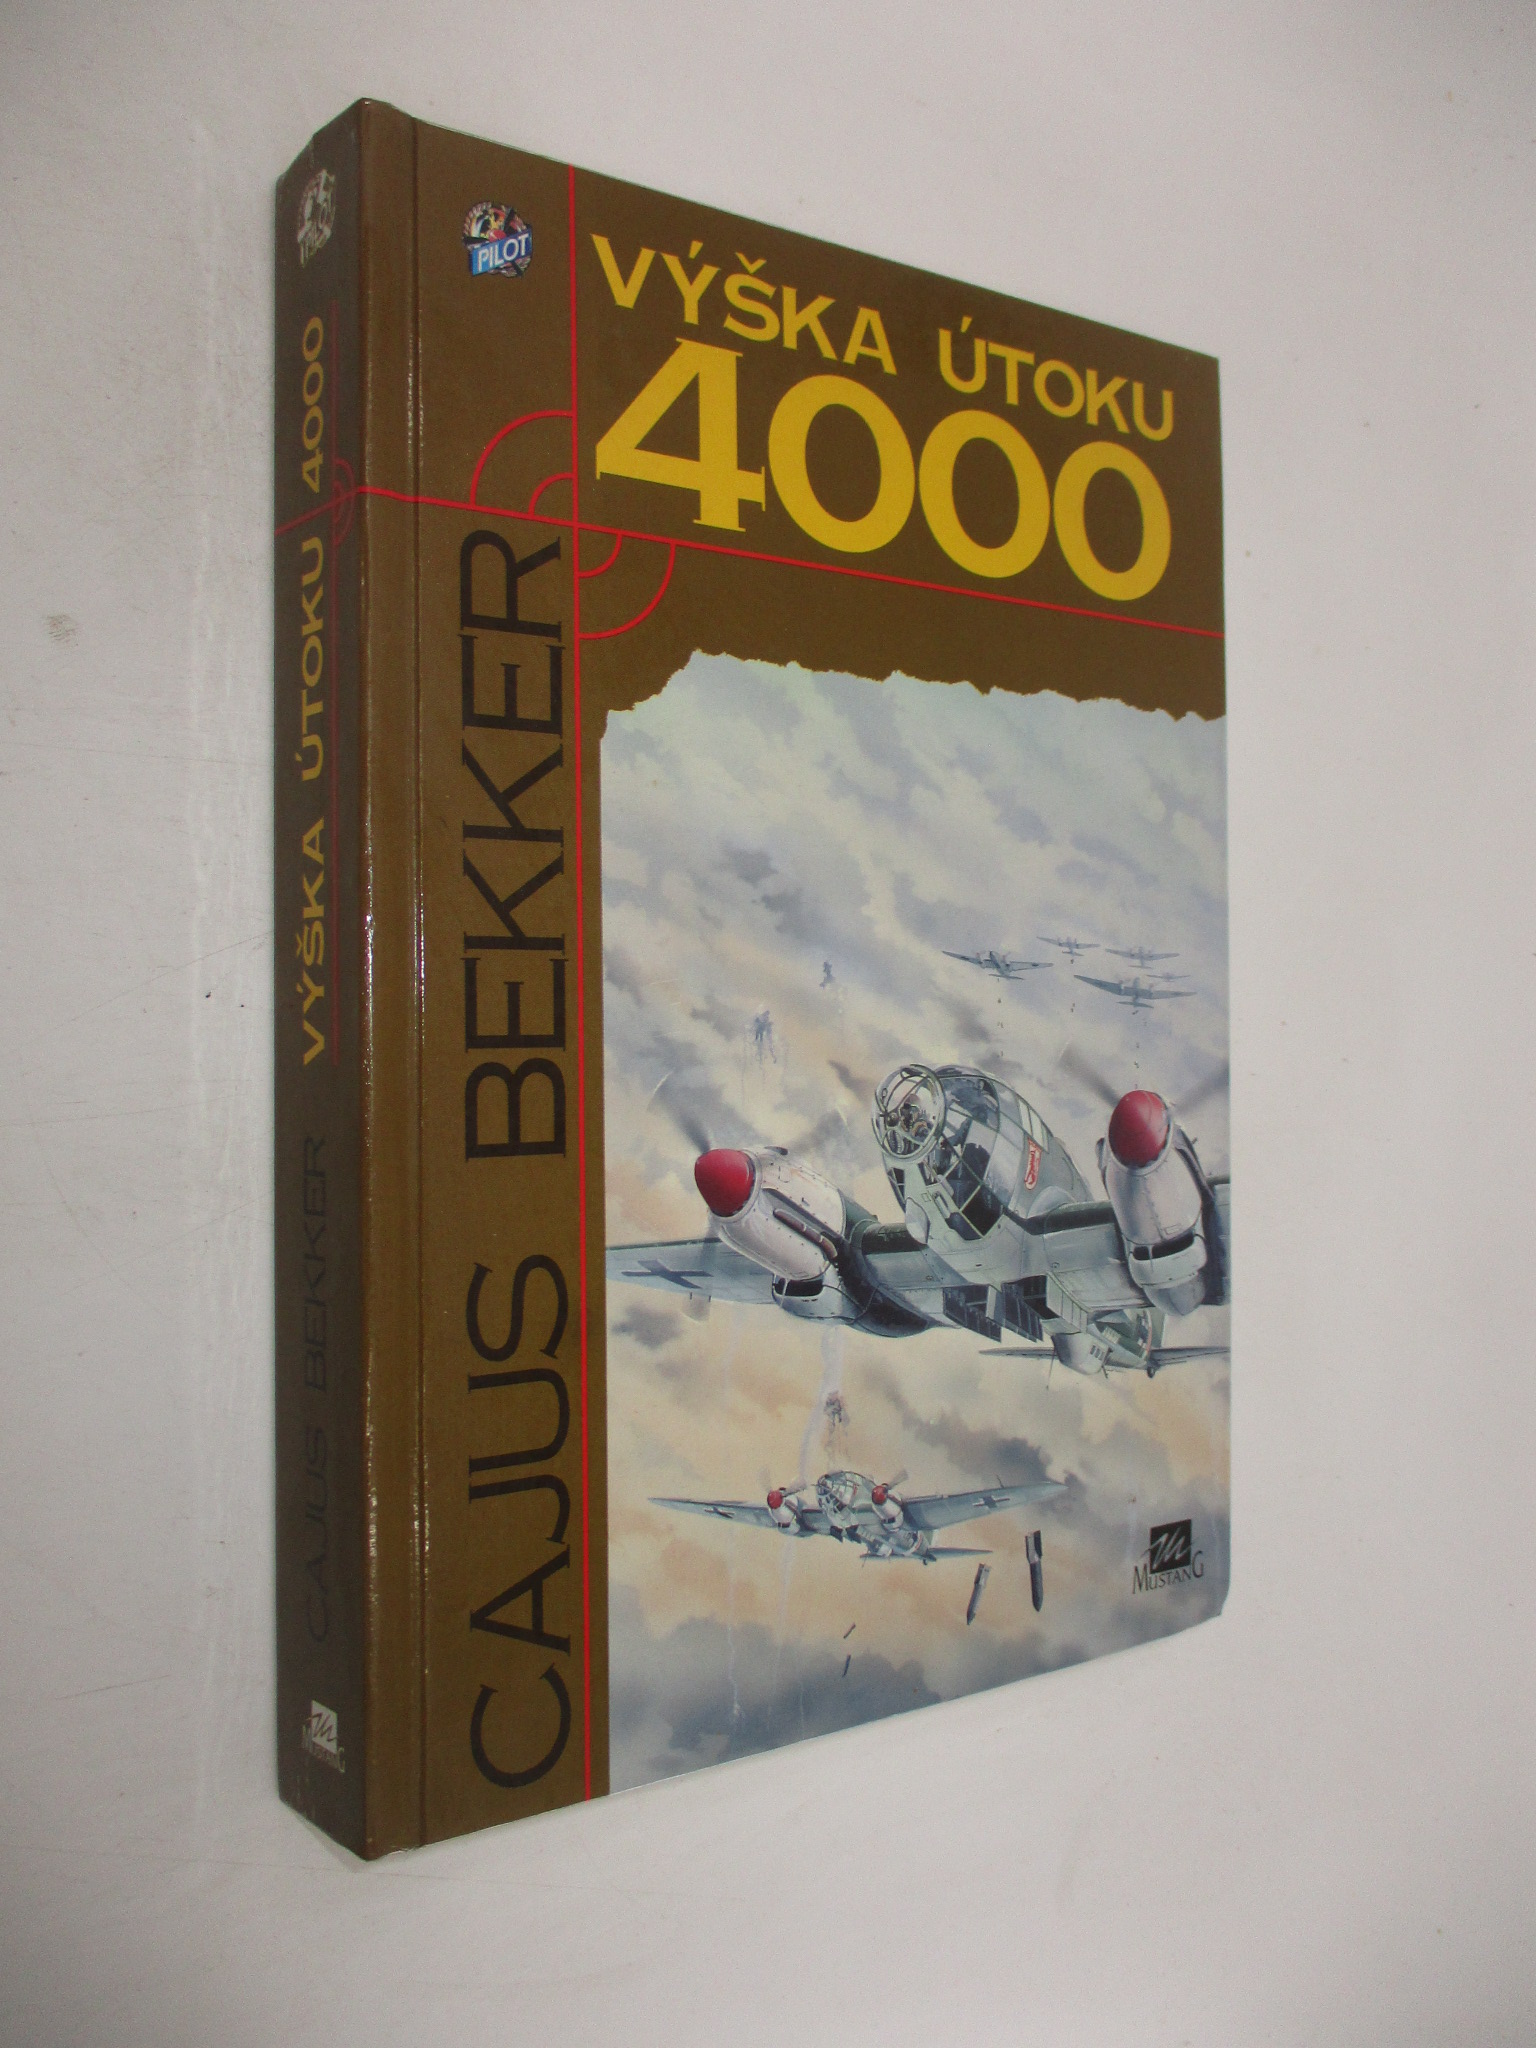 PILOT
VÝŠKA ÚTOKU
4000
CAJUS BEKKER
MUSTANG
CAJUS BEKKER VÝŠKA ÚTOKU 4000
MUSTANG